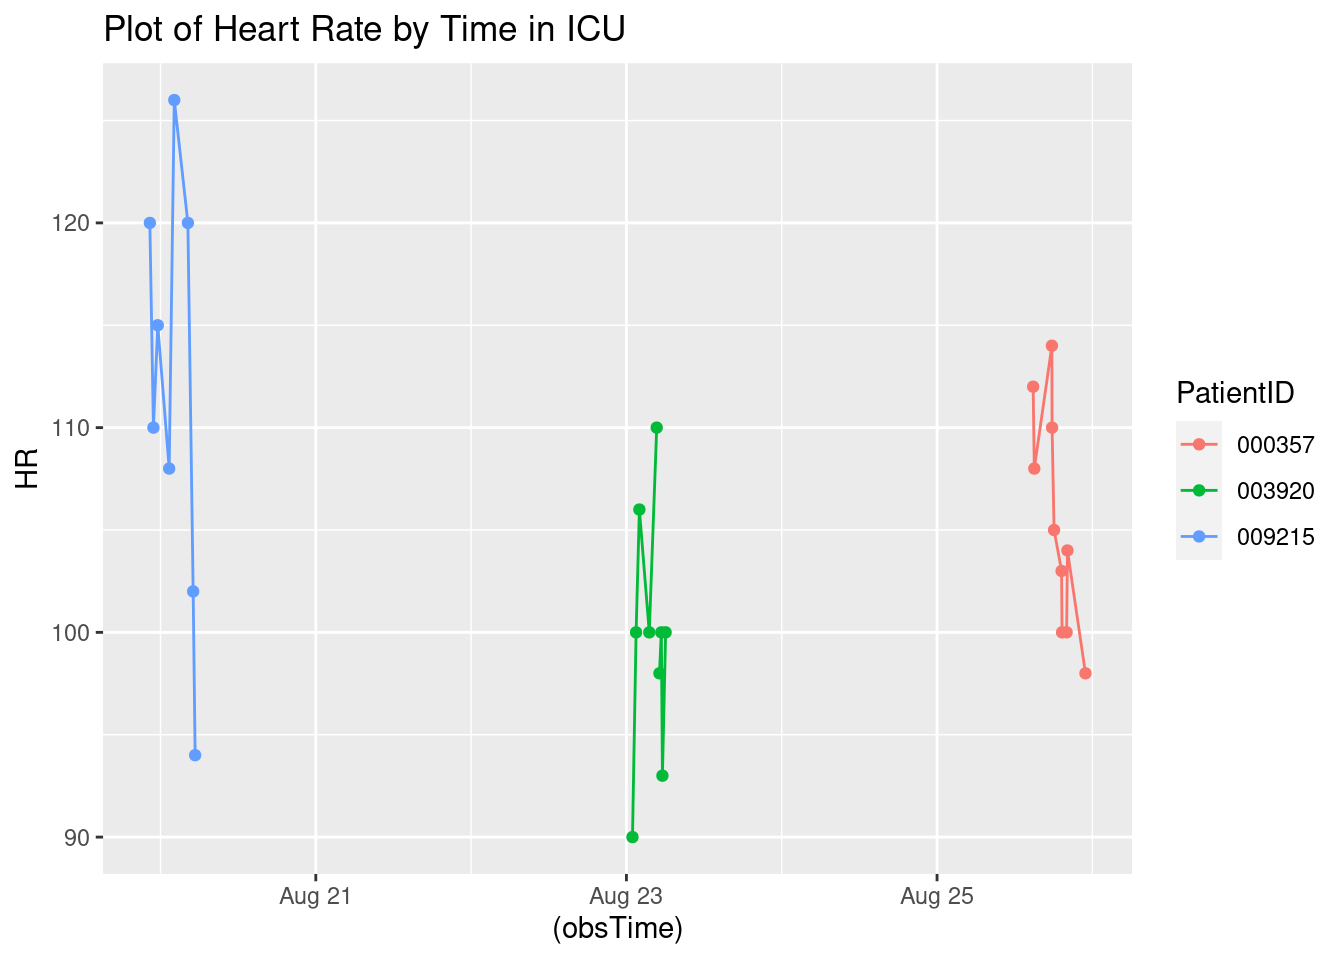 Plot of Heart Rate by Time in ICU
HR
120
110
100
90
Aug 21
Aug 23
Aug 25
(obsTime)
PatientID
000357
003920
009215